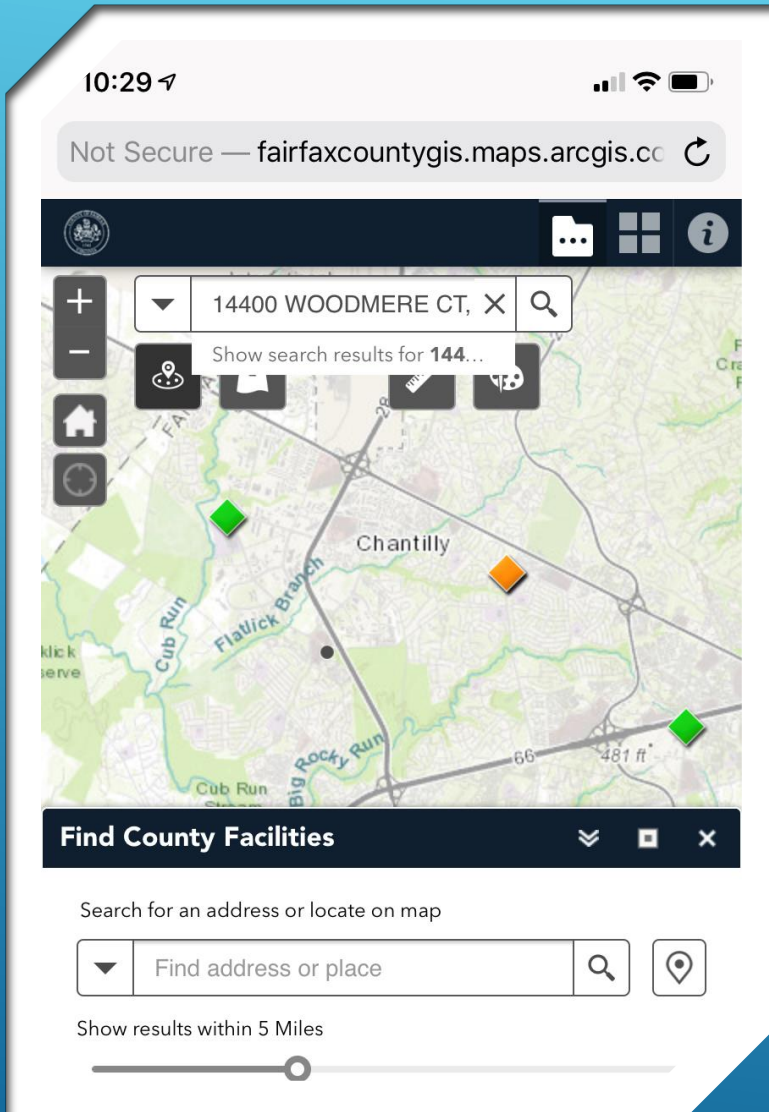 10:29
Not Secure — fairfaxcountygis.maps.arcgis.co
14400 WOODMERE CT,
Show search results for 144...
28
Chantilly
Flatlick Branch
Cub Run
klick
serve
Big Rocky Run
66
481 ft
Cub Run
Find County Facilities
Search for an address or locate on map
Find address or place
Show results within 5 Miles